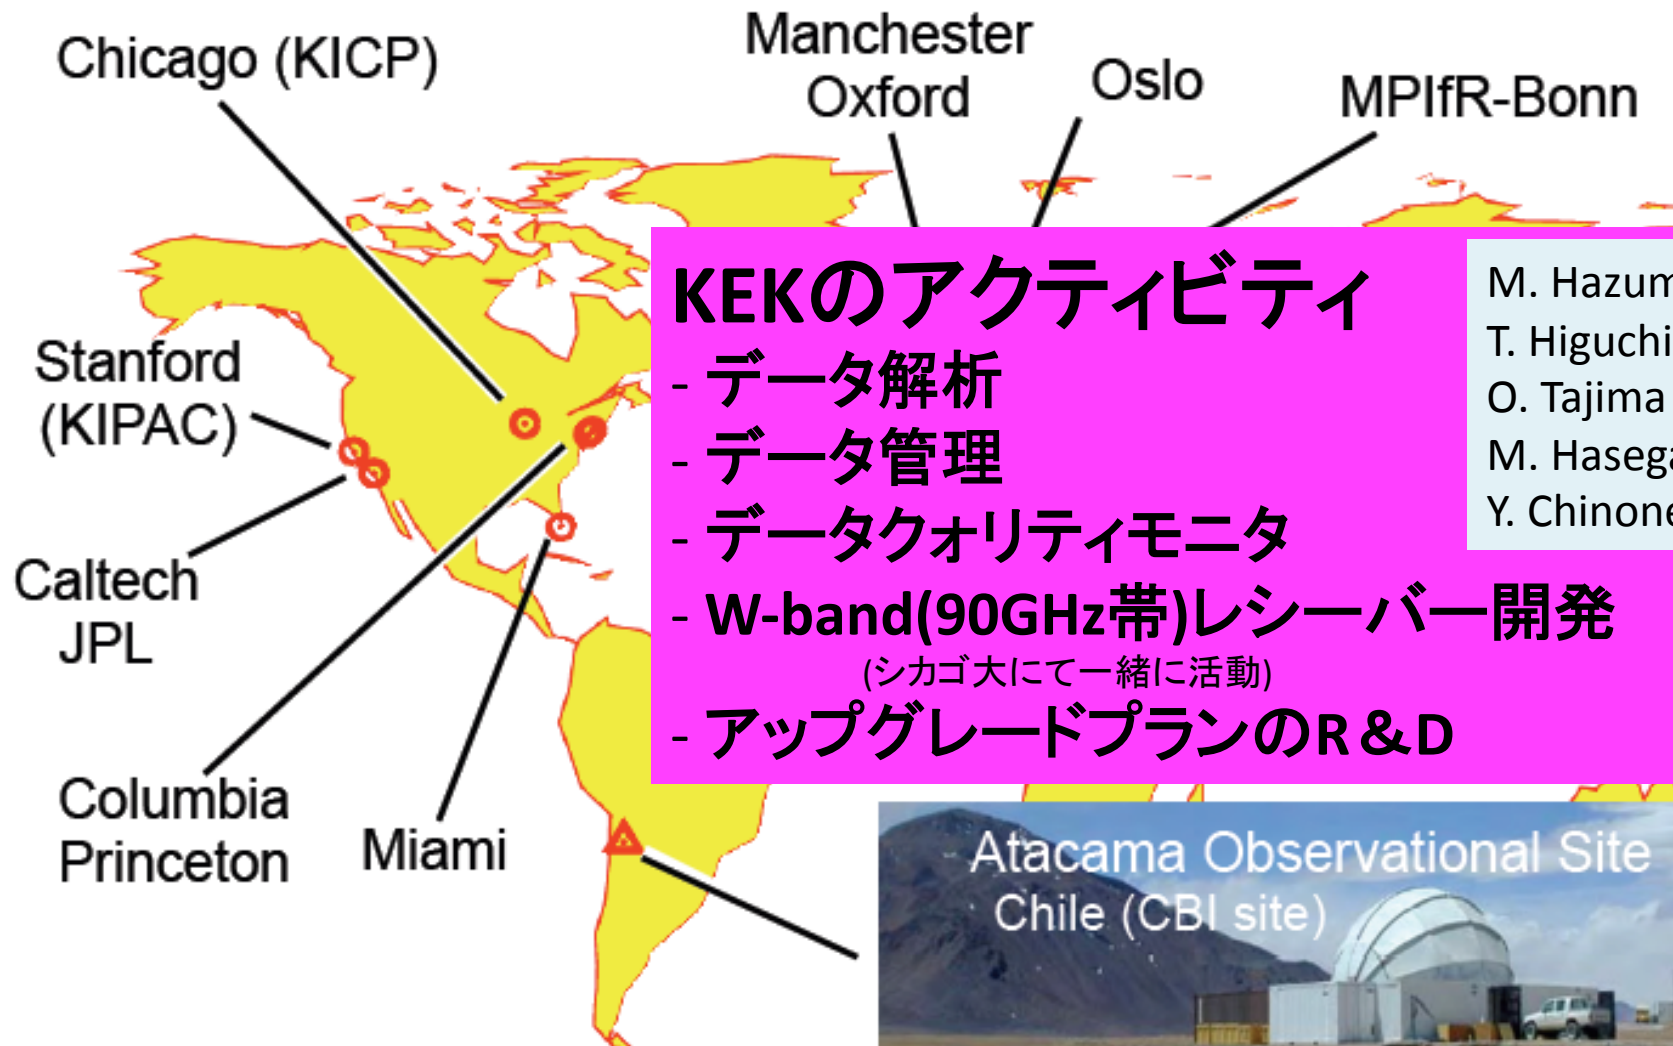 Chicago (KICP)
Manchester
Oxford
Oslo
MPIfR-Bonn
Stanford
(KIPAC)
Caltech
JPL
Columbia
Princeton
Miami
KEKのアクティビティ
- データ解析
- データ管理
- データクォリティモニタ
- W-band(90GHz帯)レシーバー開発
(シカゴ大にて一緒に活動)
- アップグレードプランのR&D
M. Hazum
T. Higuchi
O. Tajima
M. Hasega
Y. Chinone
Atacama Observational Site
Chile (CBI site)